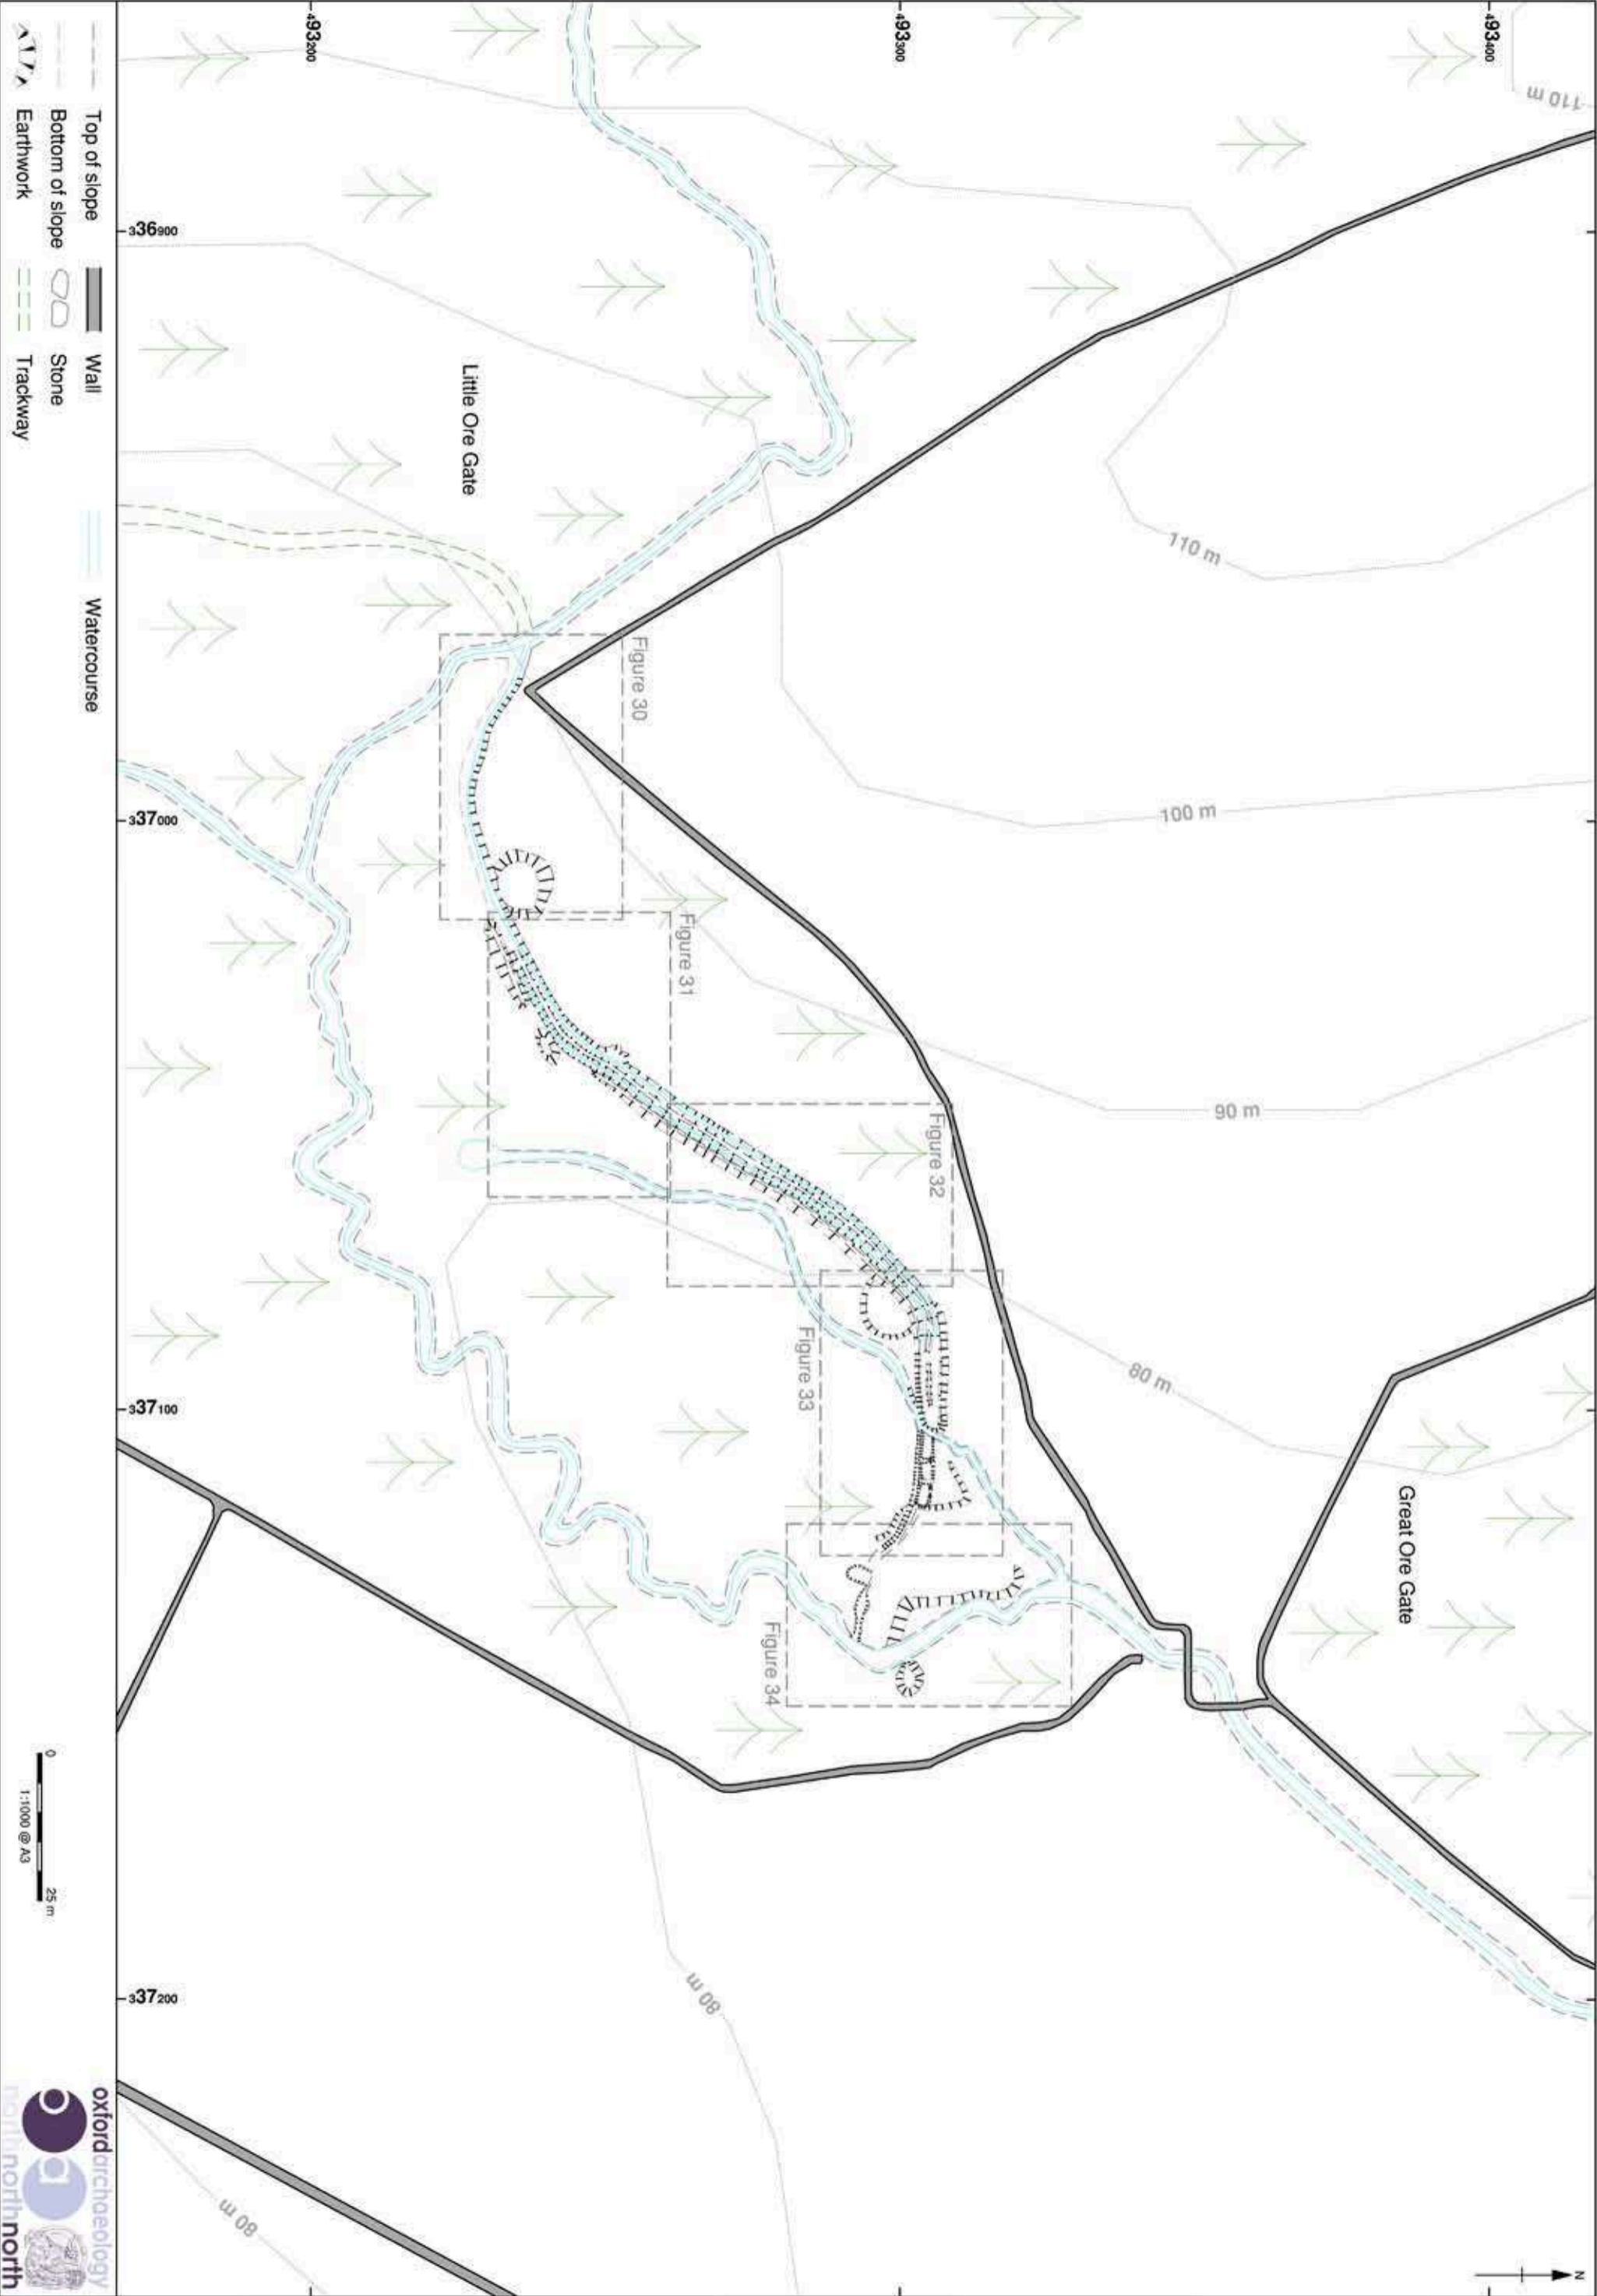 N
⁴93400
⁴93300
⁴93200
110 m
110 m
100 m
90 m
80 m
Great Ore Gate
Figure 32
Figure 31
Figure 30
Figure 33
Figure 34
Little Ore Gate
80 m
80 m
³36900
³37000
³37100
³37200
Top of slope
Wall
Watercourse
Bottom of slope
Stone
Earthwork
Trackway
0
25 m
1:1000 @ A3
oxfordarchaeology
northnorthnorth